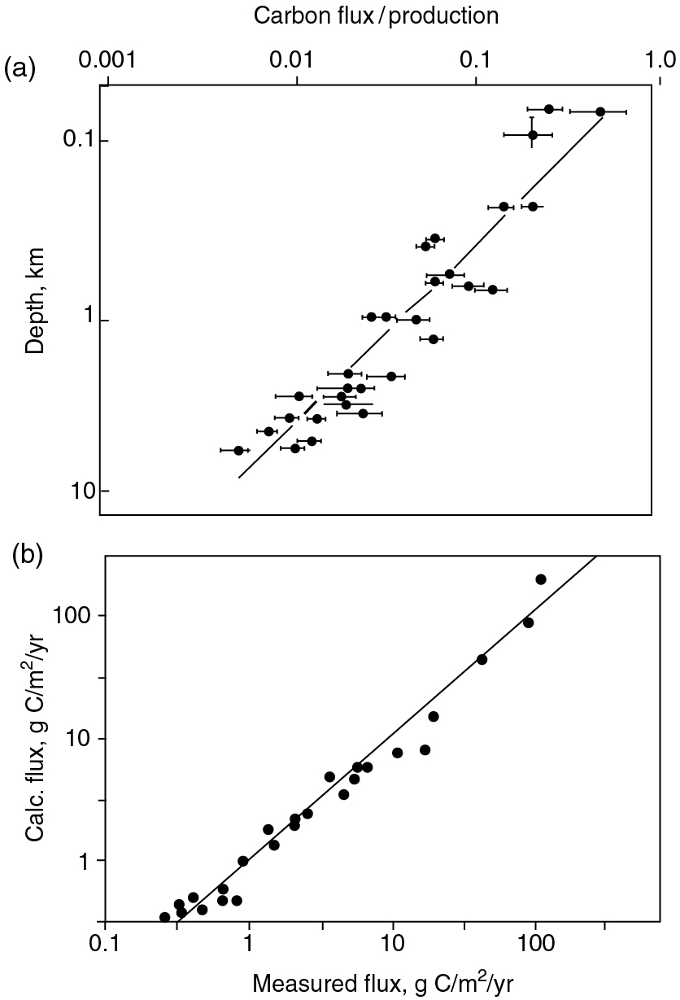 Carbon flux/production
(a)
0.001 0.01 0.1 1.0
0.1
1
10
Depth, km
(b)
100
10
1
Calc. flux, g C/m²/yr
0.1 1 10 100
Measured flux, g C/m²/yr